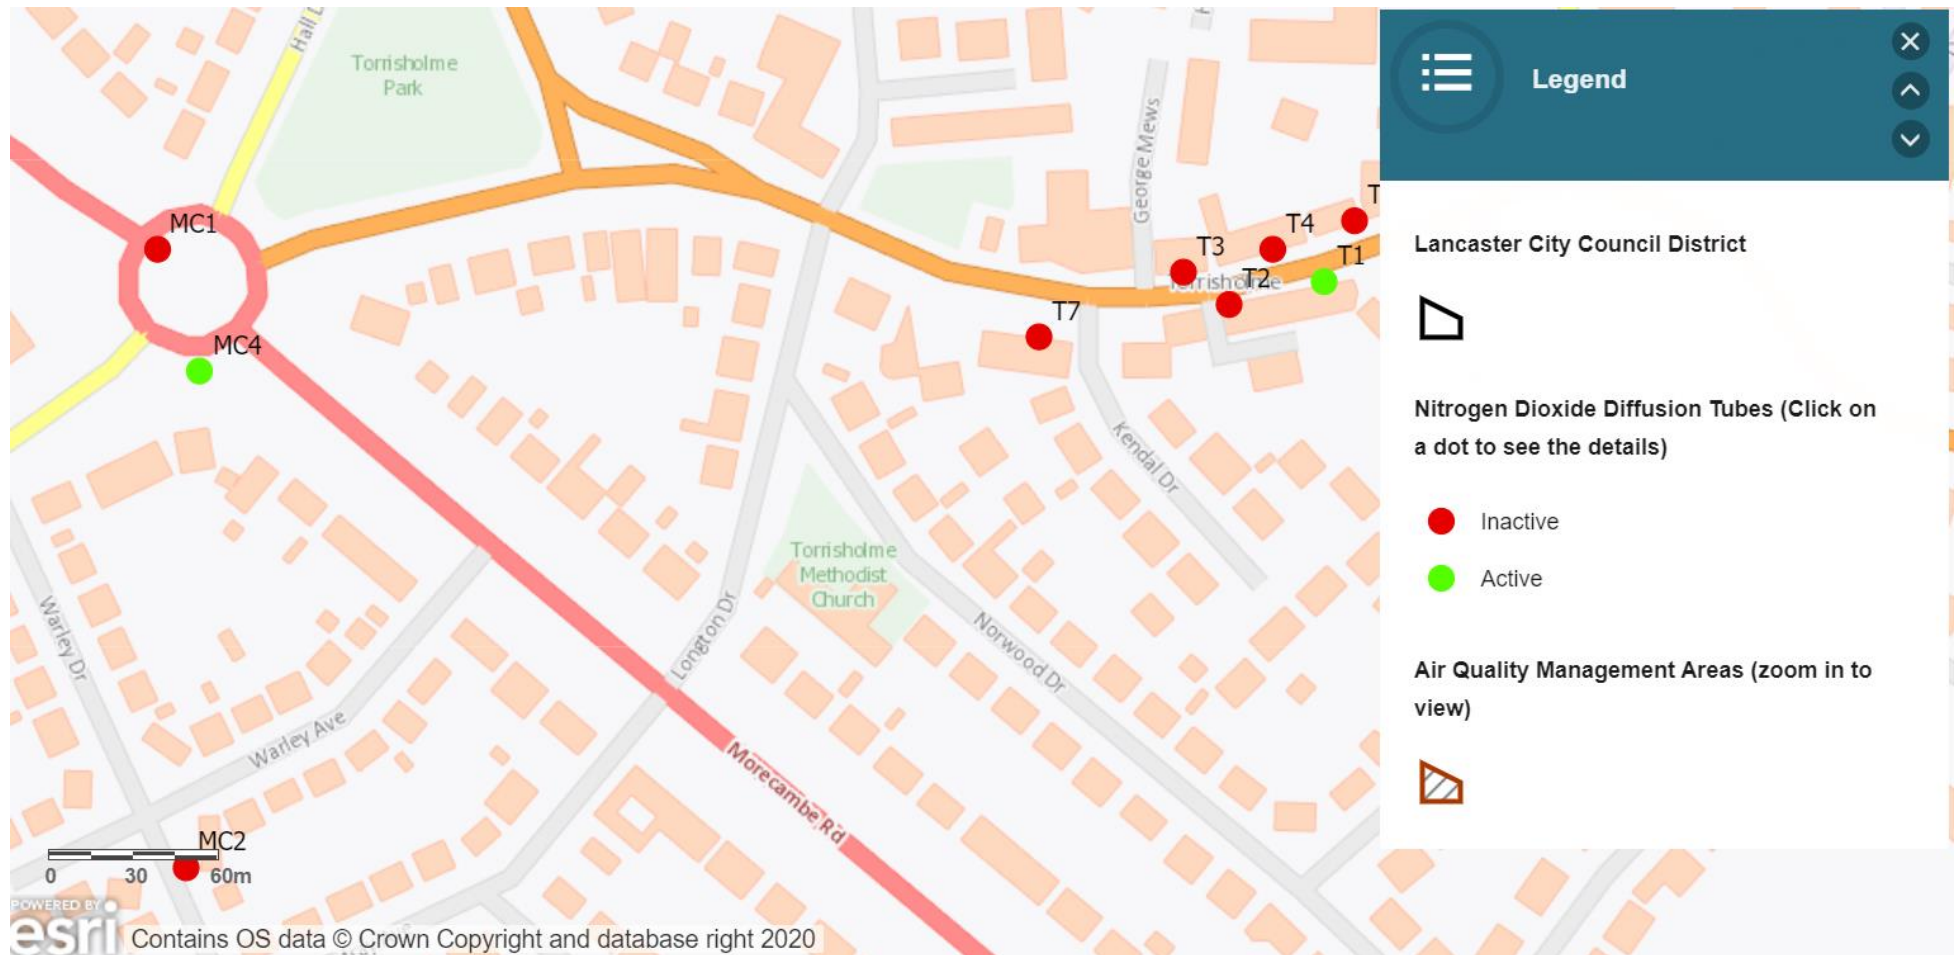 Hall
Torrisholme
Park
Legend
George Mews
MC1
T
T4
T3
T1
Lancaster City Council District
T2
T7
MC4
Nitrogen Dioxide Diffusion Tubes (Click on
a dot to see the details)
Kendal Dr
Inactive
Torrisholme
Methodist
Church
Active
Warley Dr
Longton Dr
Norwood Dr
Air Quality Management Areas (zoom in to
view)
Warley Ave
Morecambe Rd
MC2
0 30 60m
POWERED BY
esri
Contains OS data © Crown Copyright and database right 2020